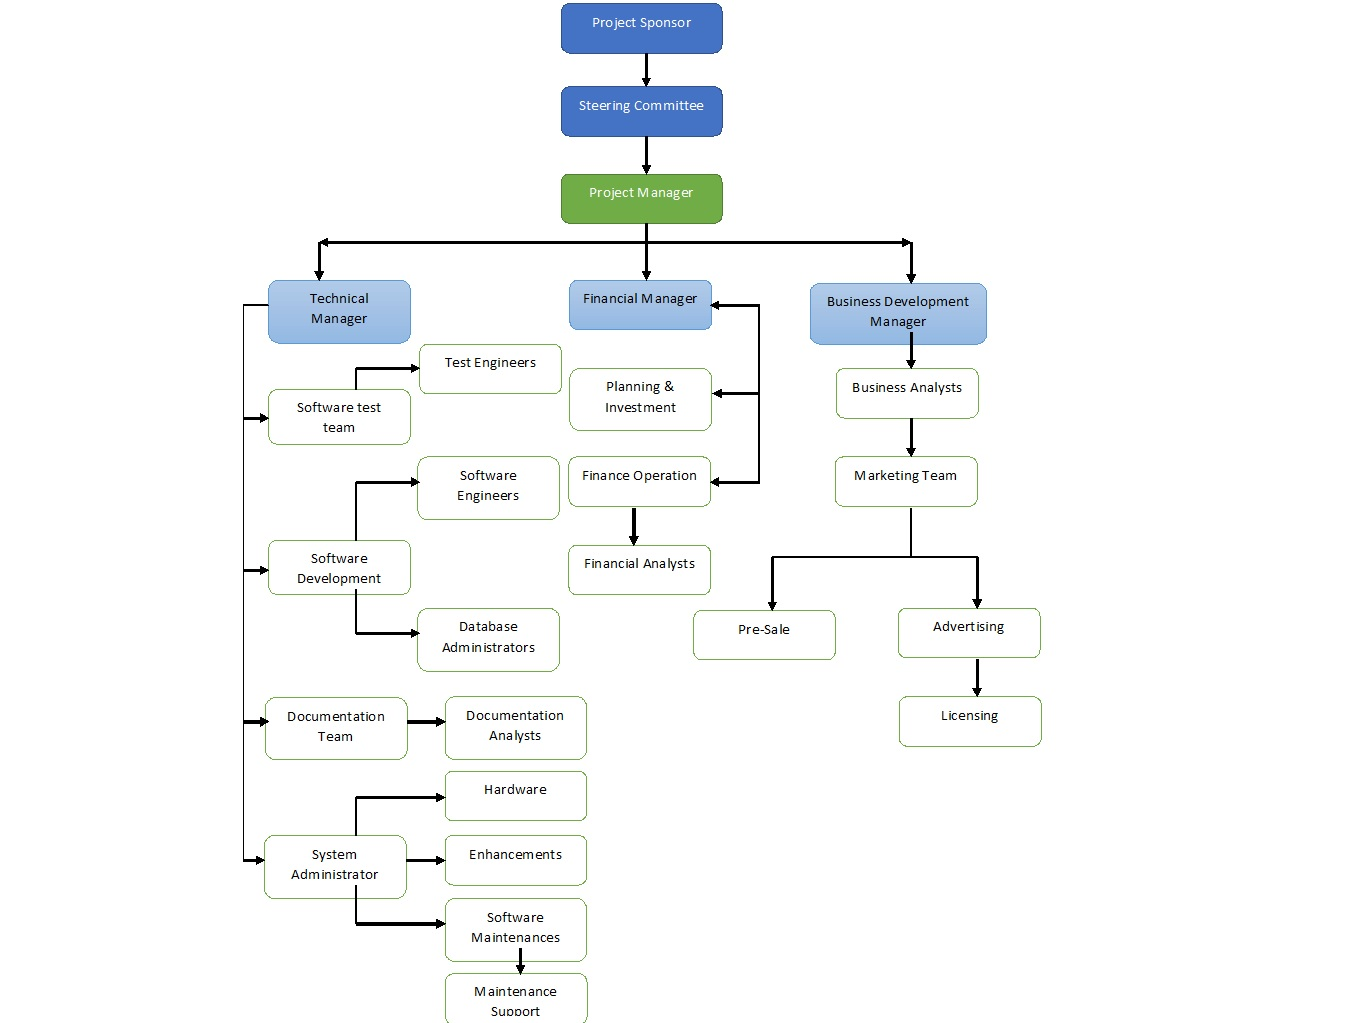 Project Sponsor
Steering Committee
Project Manager
Technical
Manager
Financial Manager
Business Development
Manager
Test Engineers
Software test
team
Planning &
Investment
Business Analysts
Software
Engineers
Finance Operation
Marketing Team
Software
Development
Financial Analysts
Database
Administrators
Pre-Sale
Advertising
Documentation
Team
Documentation
Analysts
Licensing
Hardware
System
Administrator
Enhancements
Software
Maintenances
Maintenance
Support